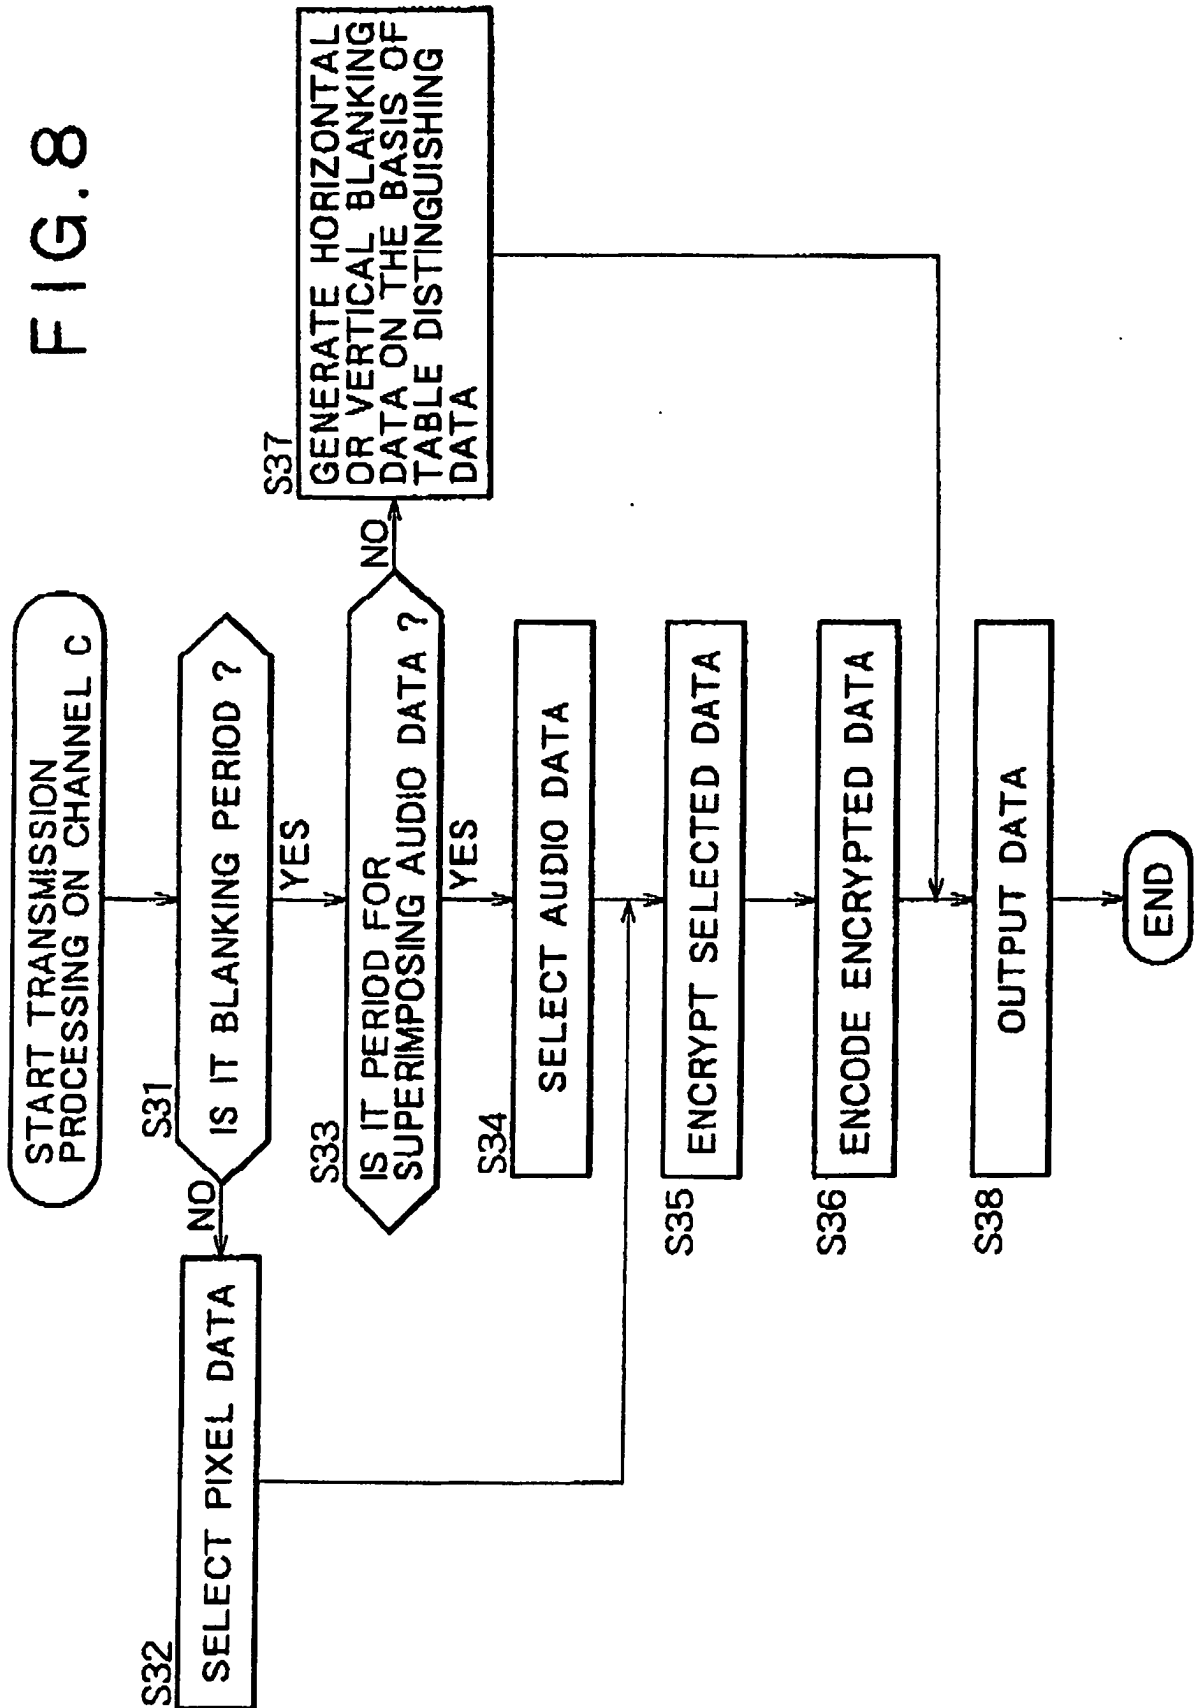 FIG.8
START TRANSMISSION
PROCESSING ON CHANNEL C
S31
IS IT BLANKING PERIOD ?
NO
YES
S32
SELECT PIXEL DATA
S33
IS IT PERIOD FOR
SUPERIMPOSING AUDIO DATA ?
NO
YES
S37
GENERATE HORIZONTAL
OR VERTICAL BLANKING
DATA ON THE BASIS OF
TABLE DISTINGUISHING
DATA
S34
SELECT AUDIO DATA
S35
ENCRYPT SELECTED DATA
S36
ENCODE ENCRYPTED DATA
S38
OUTPUT DATA
END